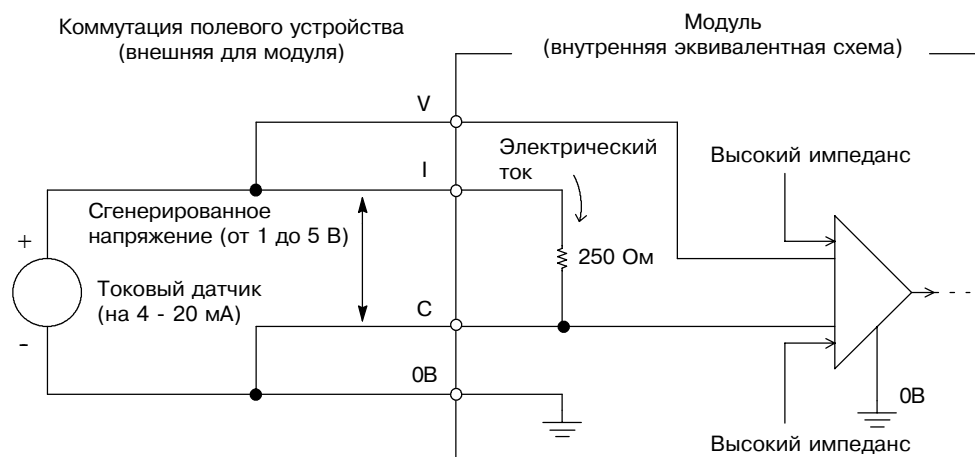 Коммутация полевого устройства
(внешняя для модуля)
Модуль
(внутренняя эквивалентная схема)
V
Электрический
ток
Высокий импеданс
I
Сгенерированное
напряжение (от 1 до 5 В)
+
250 Ом
Токовый датчик
(на 4 - 20 мА)
-
C
0В
0В
Высокий импеданс